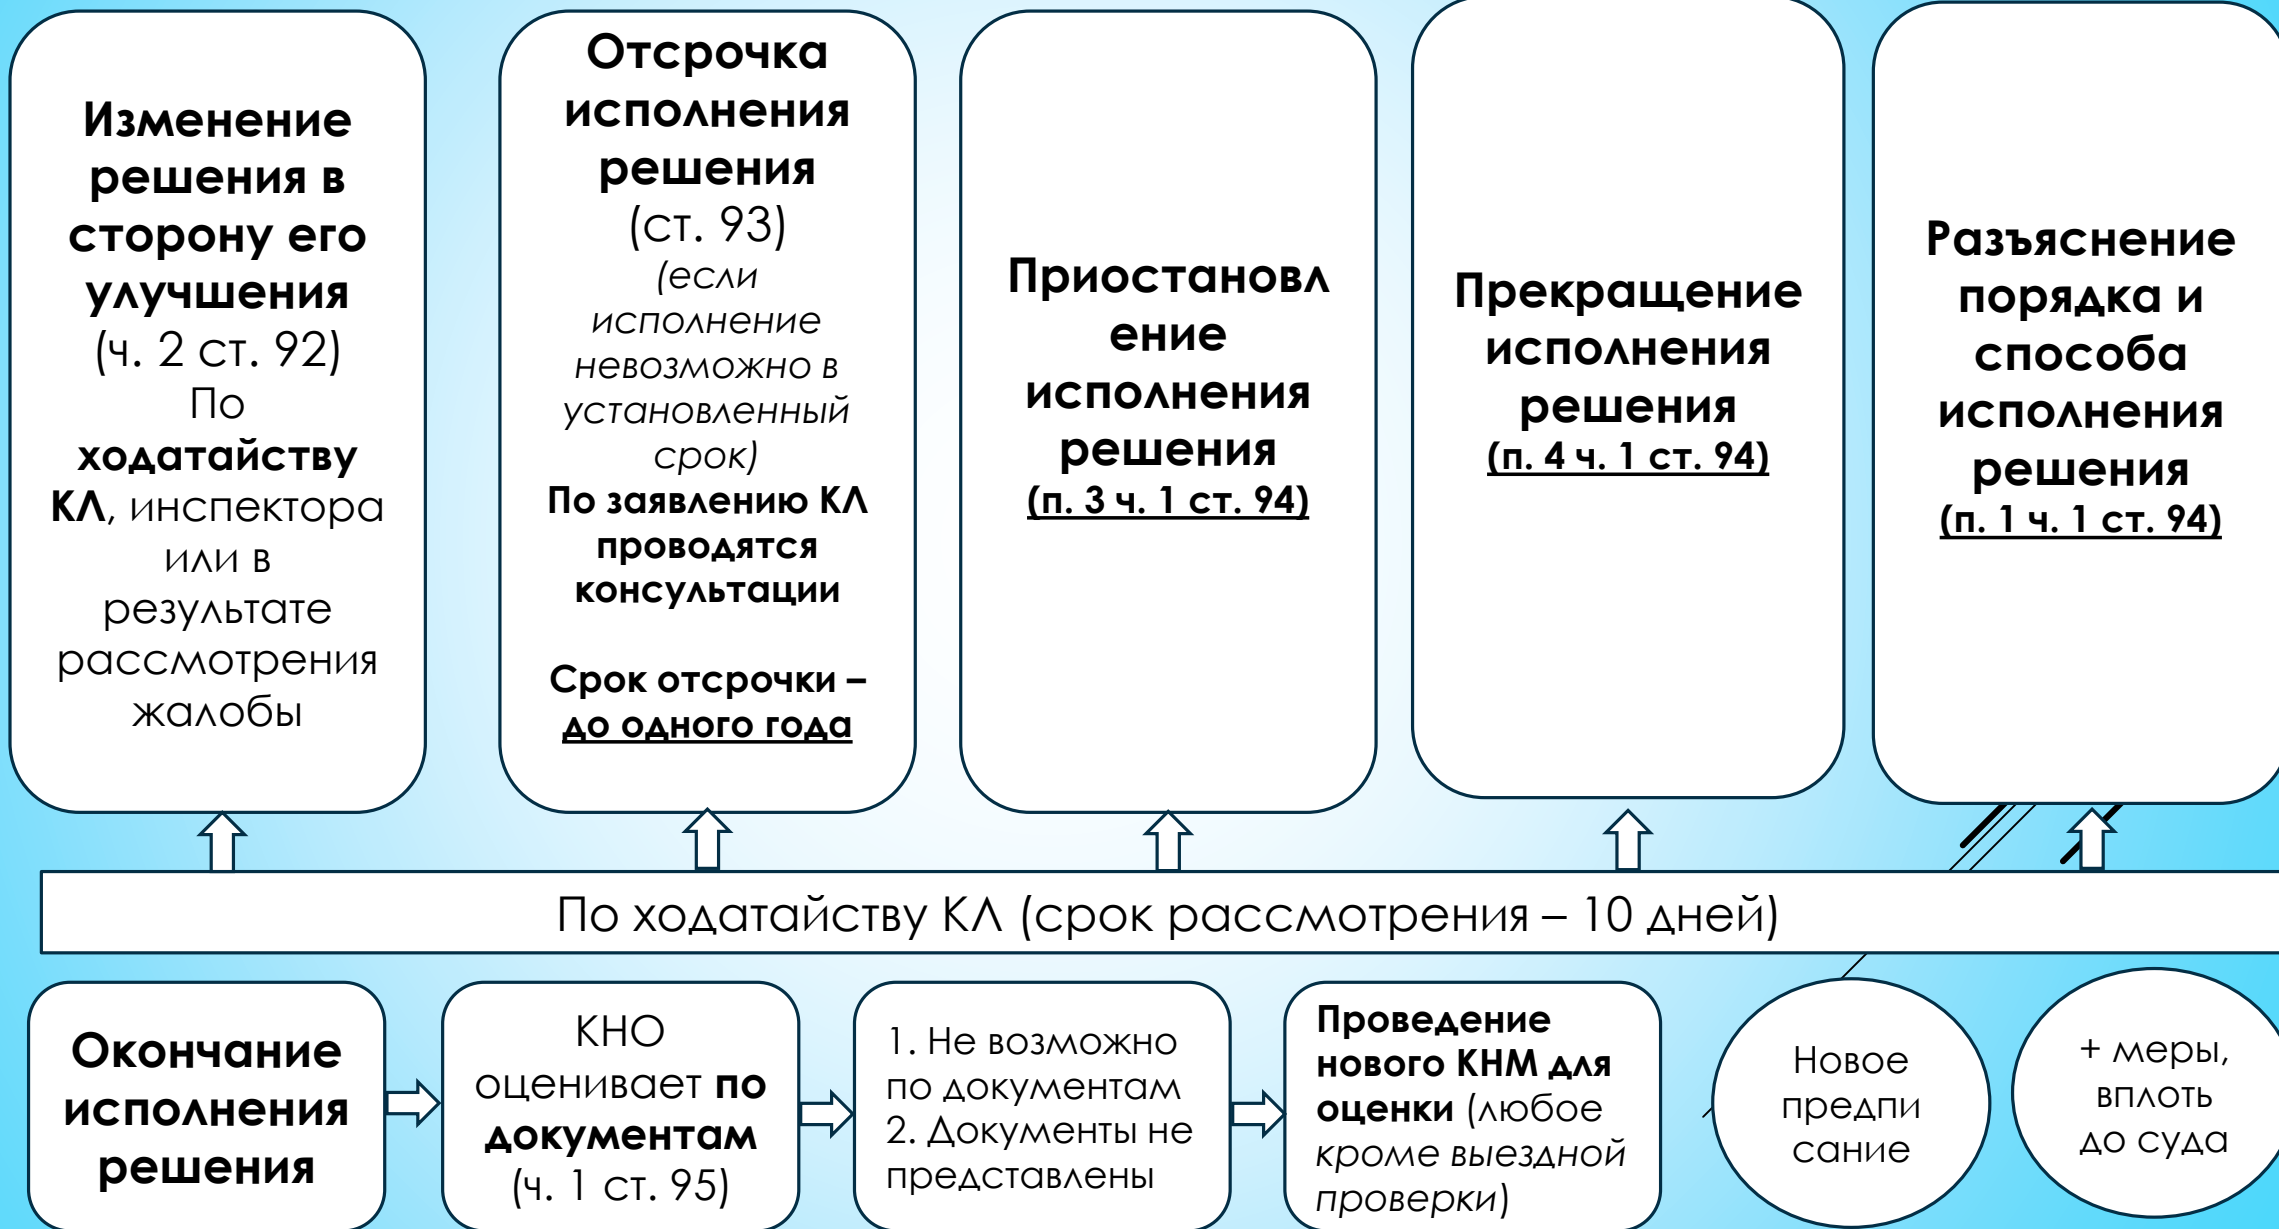 Изменение
решения в
сторону его
улучшения
(ч. 2 ст. 92)
По
ходатайству
КЛ, инспектора
или в
результате
рассмотрения
жалобы
Отсрочка
исполнения
решения
(ст. 93)
(если
исполнение
невозможно в
установленный
срок)
По заявлению КЛ
проводятся
консультации
Срок отсрочки –
до одного года
Приостановл
ение
исполнения
решения
(п. 3 ч. 1 ст. 94)
Прекращение
исполнения
решения
(п. 4 ч. 1 ст. 94)
Разъяснение
порядка и
способа
исполнения
решения
(п. 1 ч. 1 ст. 94)
По ходатайству КЛ (срок рассмотрения – 10 дней)
Окончание
исполнения
решения
КНО
оценивает по
документам
(ч. 1 ст. 95)
1. Не возможно
по документам
2. Документы не
представлены
Проведение
нового КНМ для
оценки (любое
кроме выездной
проверки)
Новое
предпи
сание
+ меры,
вплоть
до суда